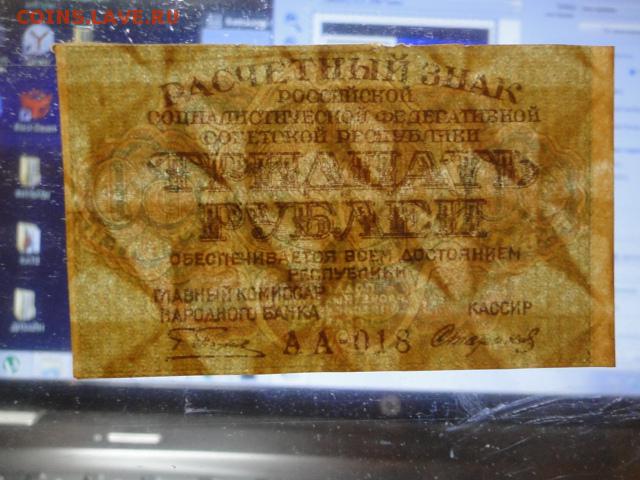 COINS.LAVE.RU
РАСЧЕТНЫЙ ЗНАК
РОССИЙСКОЙ
СОЦИАЛИСТИЧЕСКОЙ ФЕДЕРАТИВНОЙ
СОВЕТСКОЙ РЕСПУБЛИКИ
ТРИДЦАТЬ
РУБЛЕЙ
ОБЕСПЕЧИВАЕТСЯ ВСЕМ ДОСТОЯНИЕМ
РЕСПУБЛИКИ
ГЛАВНЫЙ КОМИССАР
НАРОДНОГО БАНКА
КАССИР
АА-018